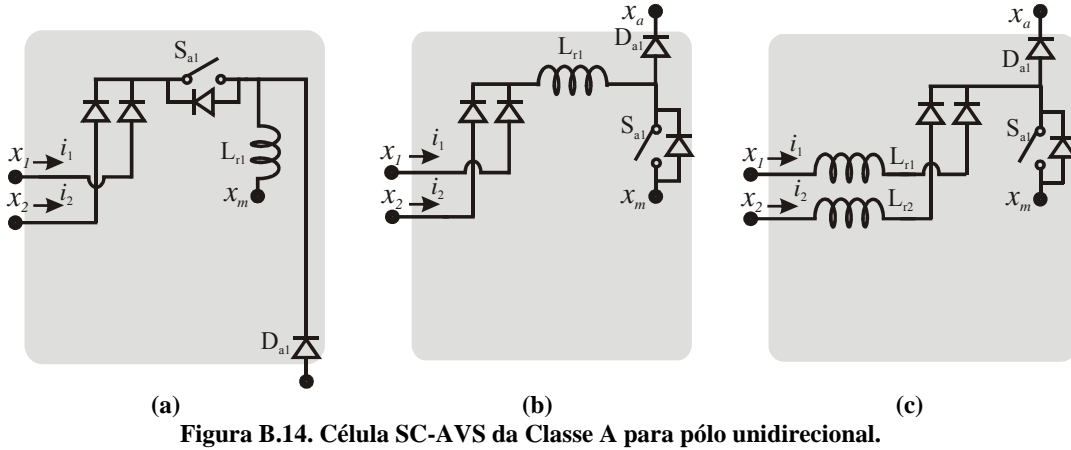 S_a1
x_1
i_1
x_2
i_2
L_r1
x_m
D_a1
(a)
x_a
D_a1
L_r1
S_a1
x_1
i_1
x_2
i_2
x_m
(b)
x_a
D_a1
S_a1
x_1
i_1
L_r1
x_2
i_2
L_r2
x_m
(c)
Figura B.14. Célula SC-AVS da Classe A para pólo unidirecional.